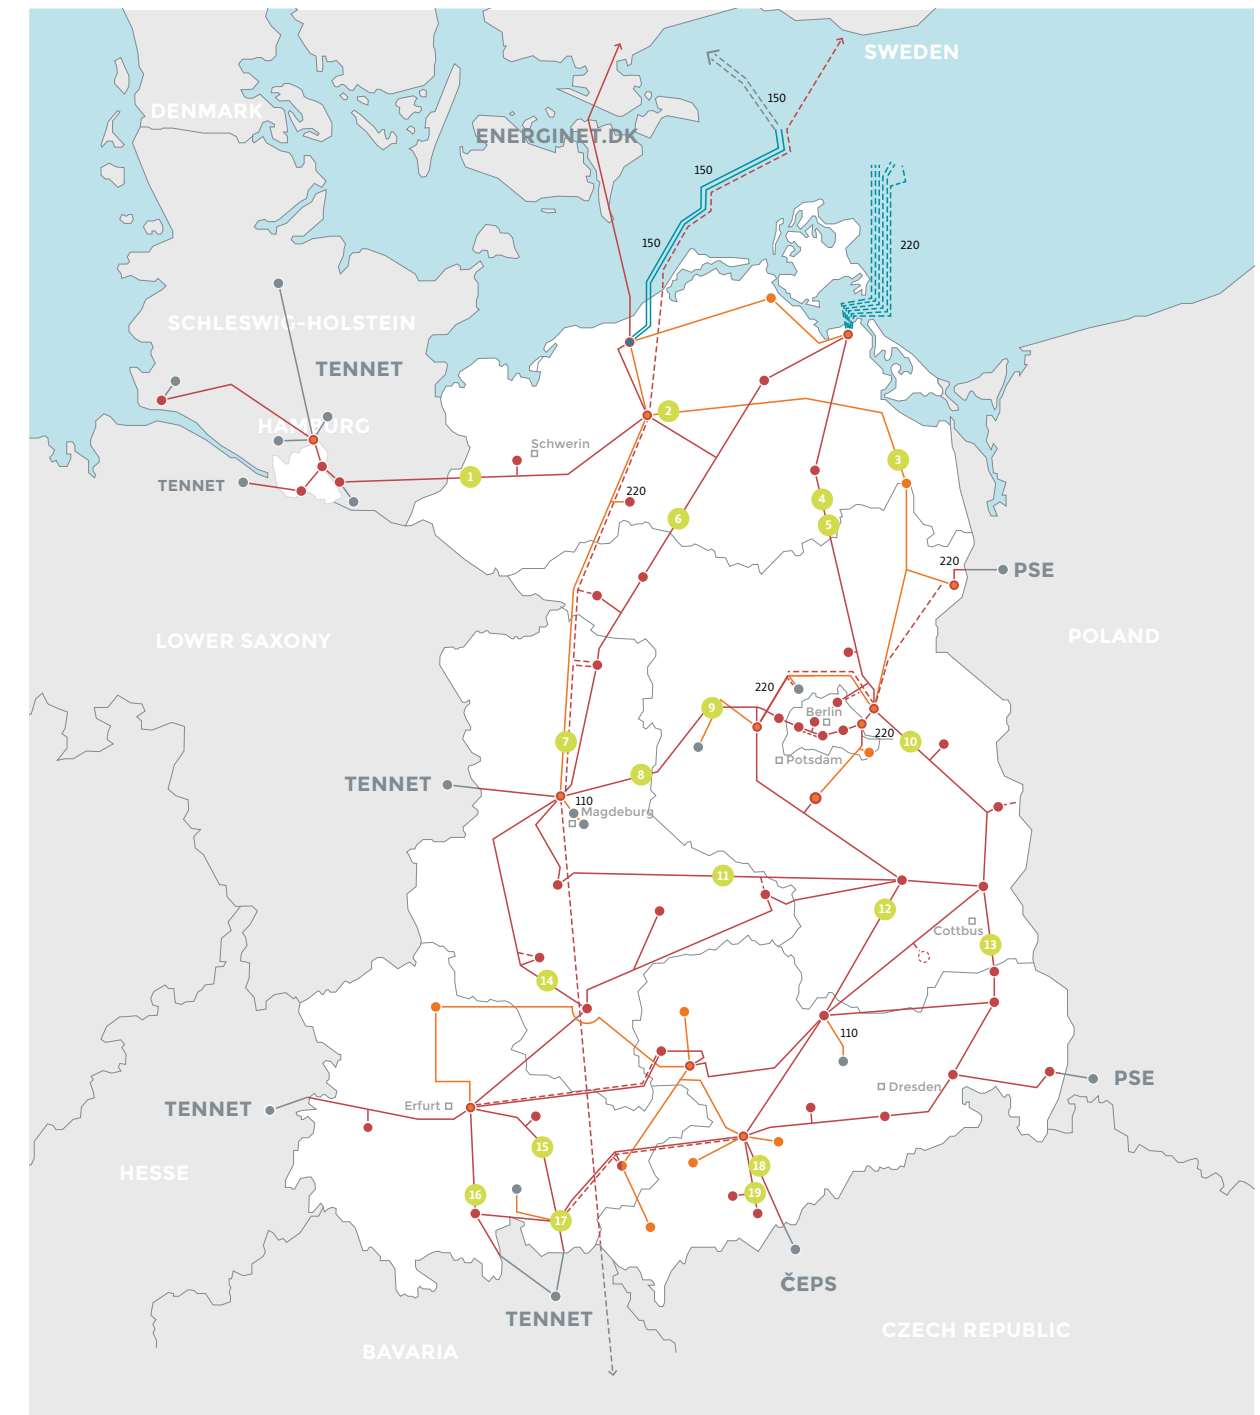 SWEDEN
150
DENMARK
ENERGINET.DK
150
150
220
SCHLESWIG-HOLSTEIN
TENNET
2
HAMBURG
Schwerin
3
1
TENNET
220
4
6
5
220
PSE
LOWER SAXONY
POLAND
220
9
Berlin
220
7
10
Potsdam
8
TENNET
110
Magdeburg
11
12
Cottbus
13
14
110
Dresden
PSE
Erfurt
TENNET
15
18
HESSE
16
19
17
ČEPS
TENNET
CZECH REPUBLIC
BAVARIA